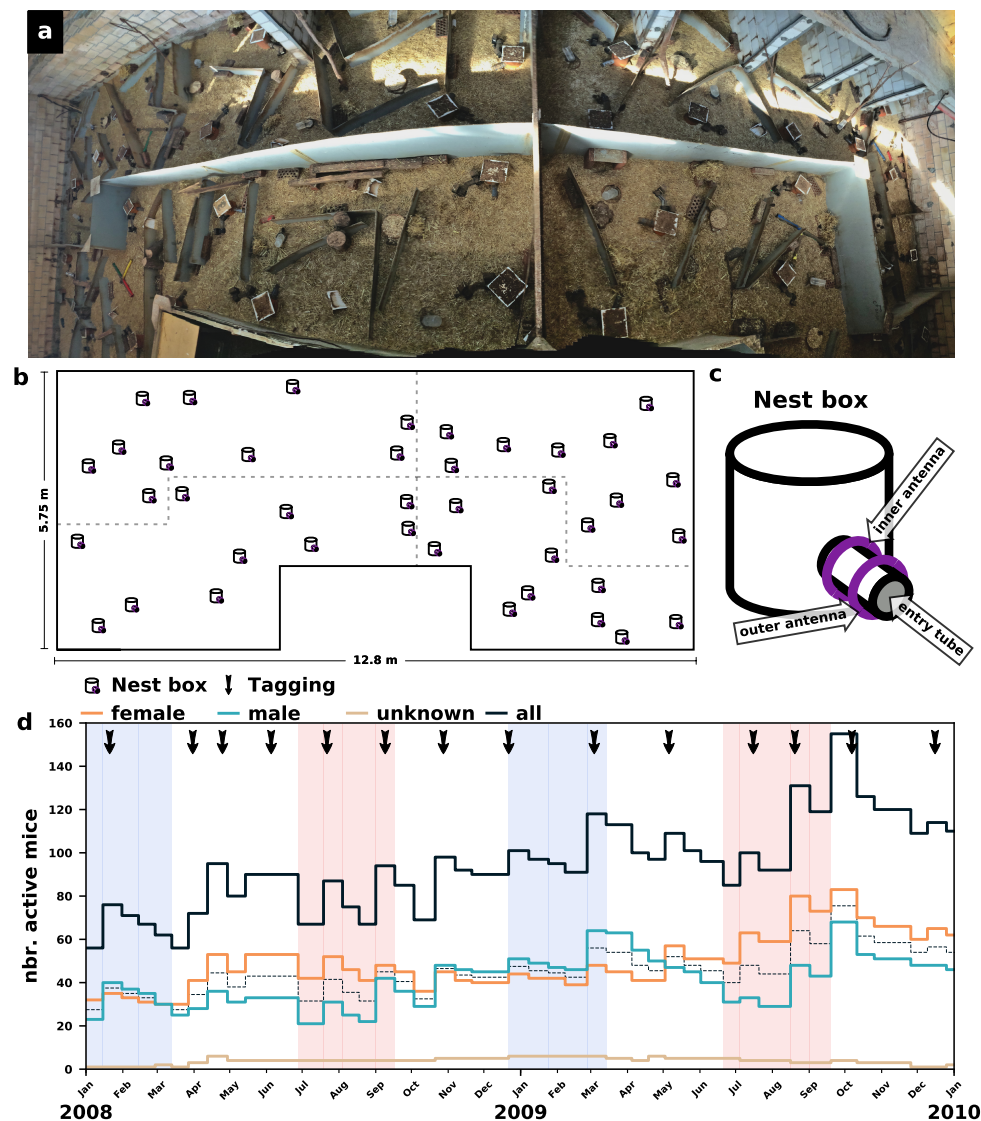 a
b
c
5.75 m
12.8 m
Nest box
inner antenna
outer antenna
entry tube
Nest box
Tagging
female
male
unknown
all
d
nbr. active mice
160
140
120
100
80
60
40
20
0
Jan
Feb
Mar
Apr
May
Jun
Jul
Aug
Sep
Oct
Nov
Dec
Jan
Feb
Mar
Apr
May
Jun
Jul
Aug
Sep
Oct
Nov
Dec
Jan
2008
2009
2010